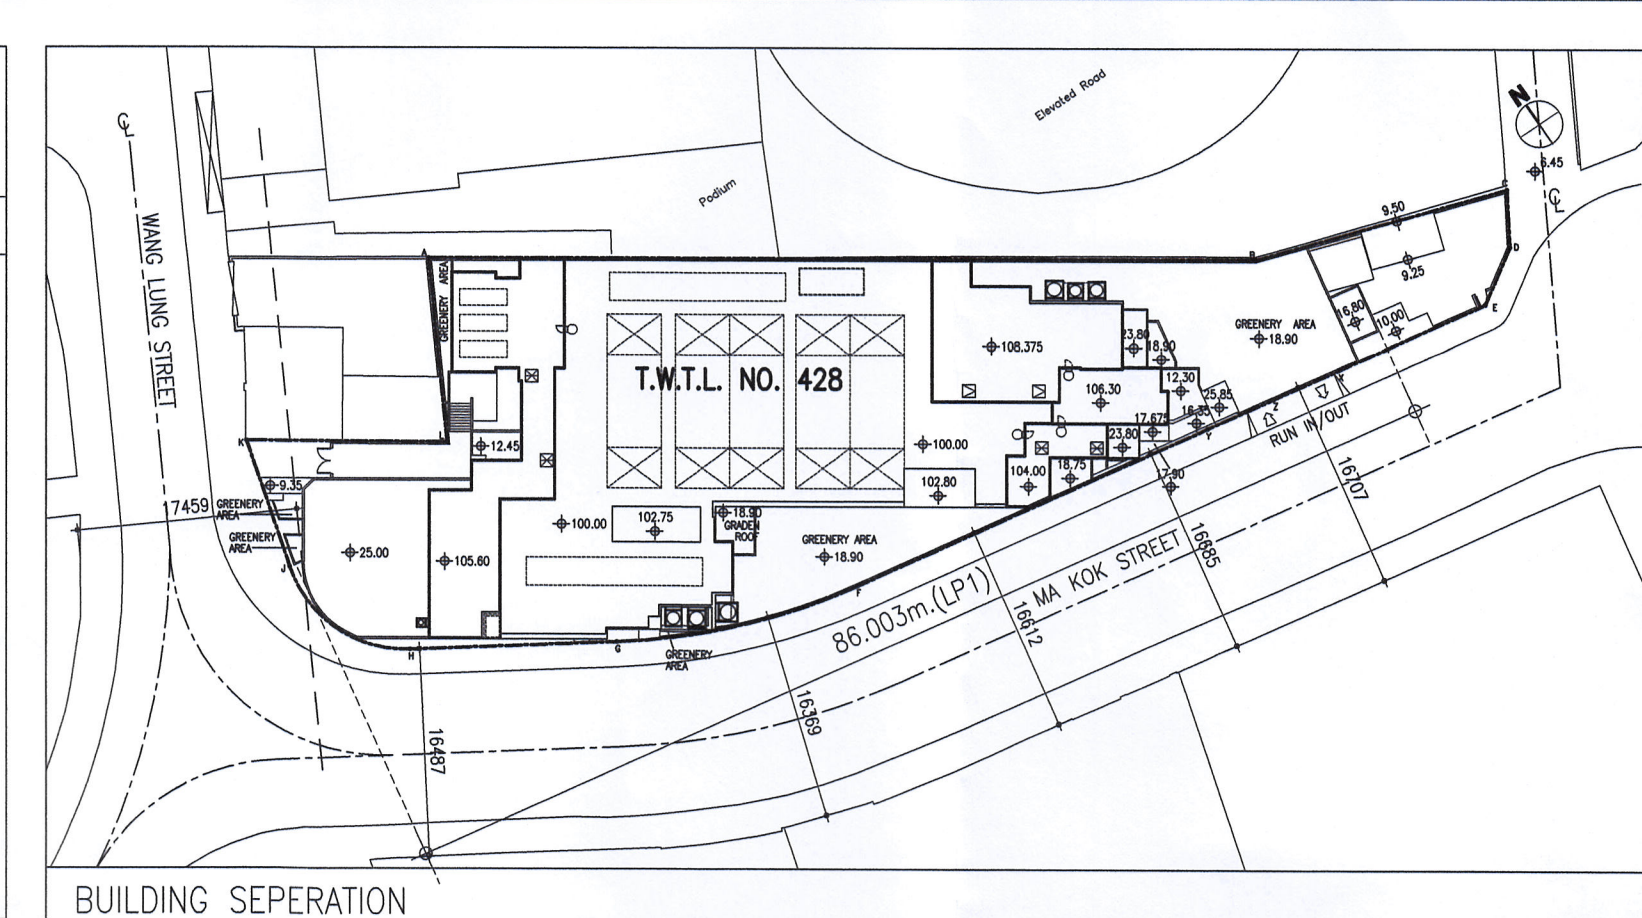 Elevated Road
N
6.45
℄
℄
Podium
9.50
C
WANG LUNG STREET
A
B
D
9.25
GREENERY AREA
E
16.80
10.00
GREENERY AREA
18.90
108.375
23.80
18.90
T.W.T.L. NO. 428
12.30
106.30
25.85
16.35
Z
RUN IN/OUT
17.675
Y
K
L
12.45
100.00
23.80
104.00
18.75
17.90
16707
9.35
102.80
7459
GREENERY
AREA
GREENERY
AREA
25.00
100.00
102.75
18.90
GRADEN
ROOF
GREENERY AREA
18.90
16685
MA KOK STREET
J
105.60
F
86.003m.(LP1)
16612
H
G
GREENERY
AREA
16369
16487
BUILDING SEPERATION